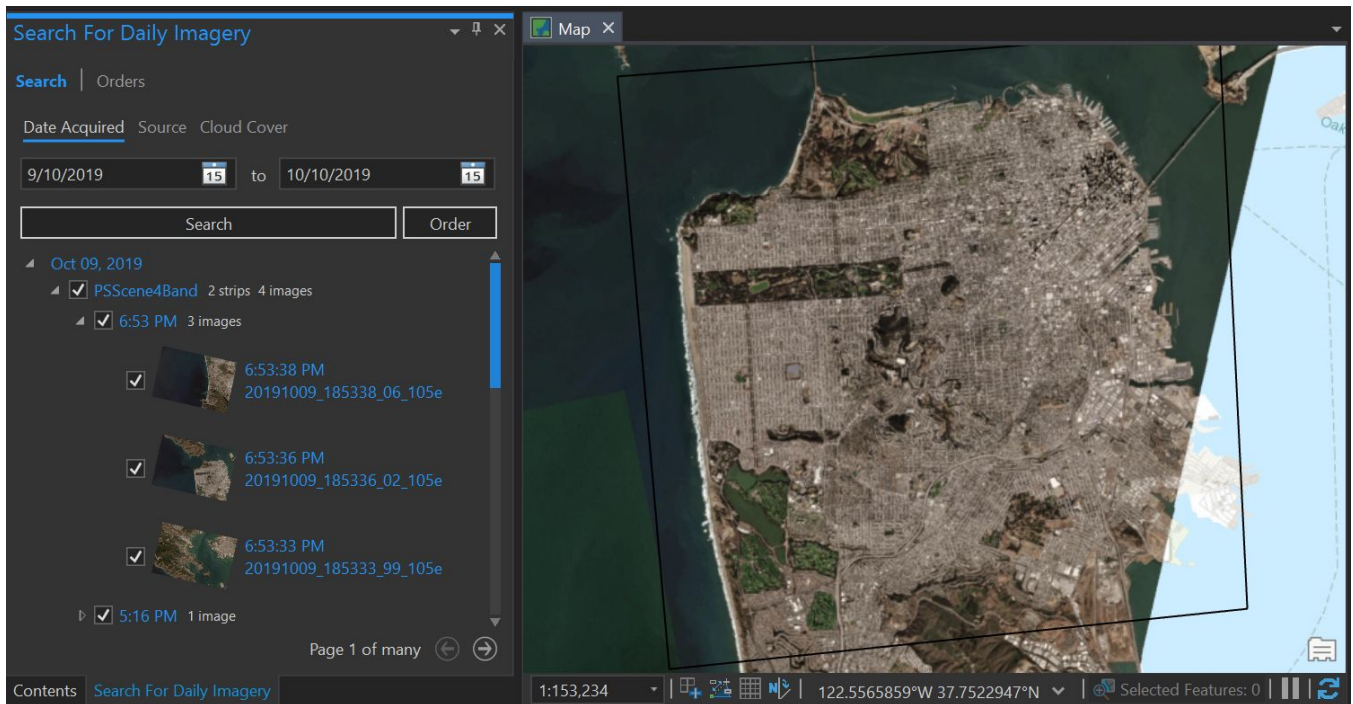 Search For Daily Imagery
Search | Orders
Date Acquired Source Cloud Cover
9/10/2019 15 to 10/10/2019 15
Search Order
Oct 09, 2019
PSScene4Band 2 strips 4 images
6:53 PM 3 images
6:53:38 PM
20191009_185338_06_105e
6:53:36 PM
20191009_185336_02_105e
6:53:33 PM
20191009_185333_99_105e
5:16 PM 1 image
Page 1 of many
Contents Search For Daily Imagery
Map
Oak
1:153,234 N 122.5565859°W 37.7522947°N Selected Features: 0